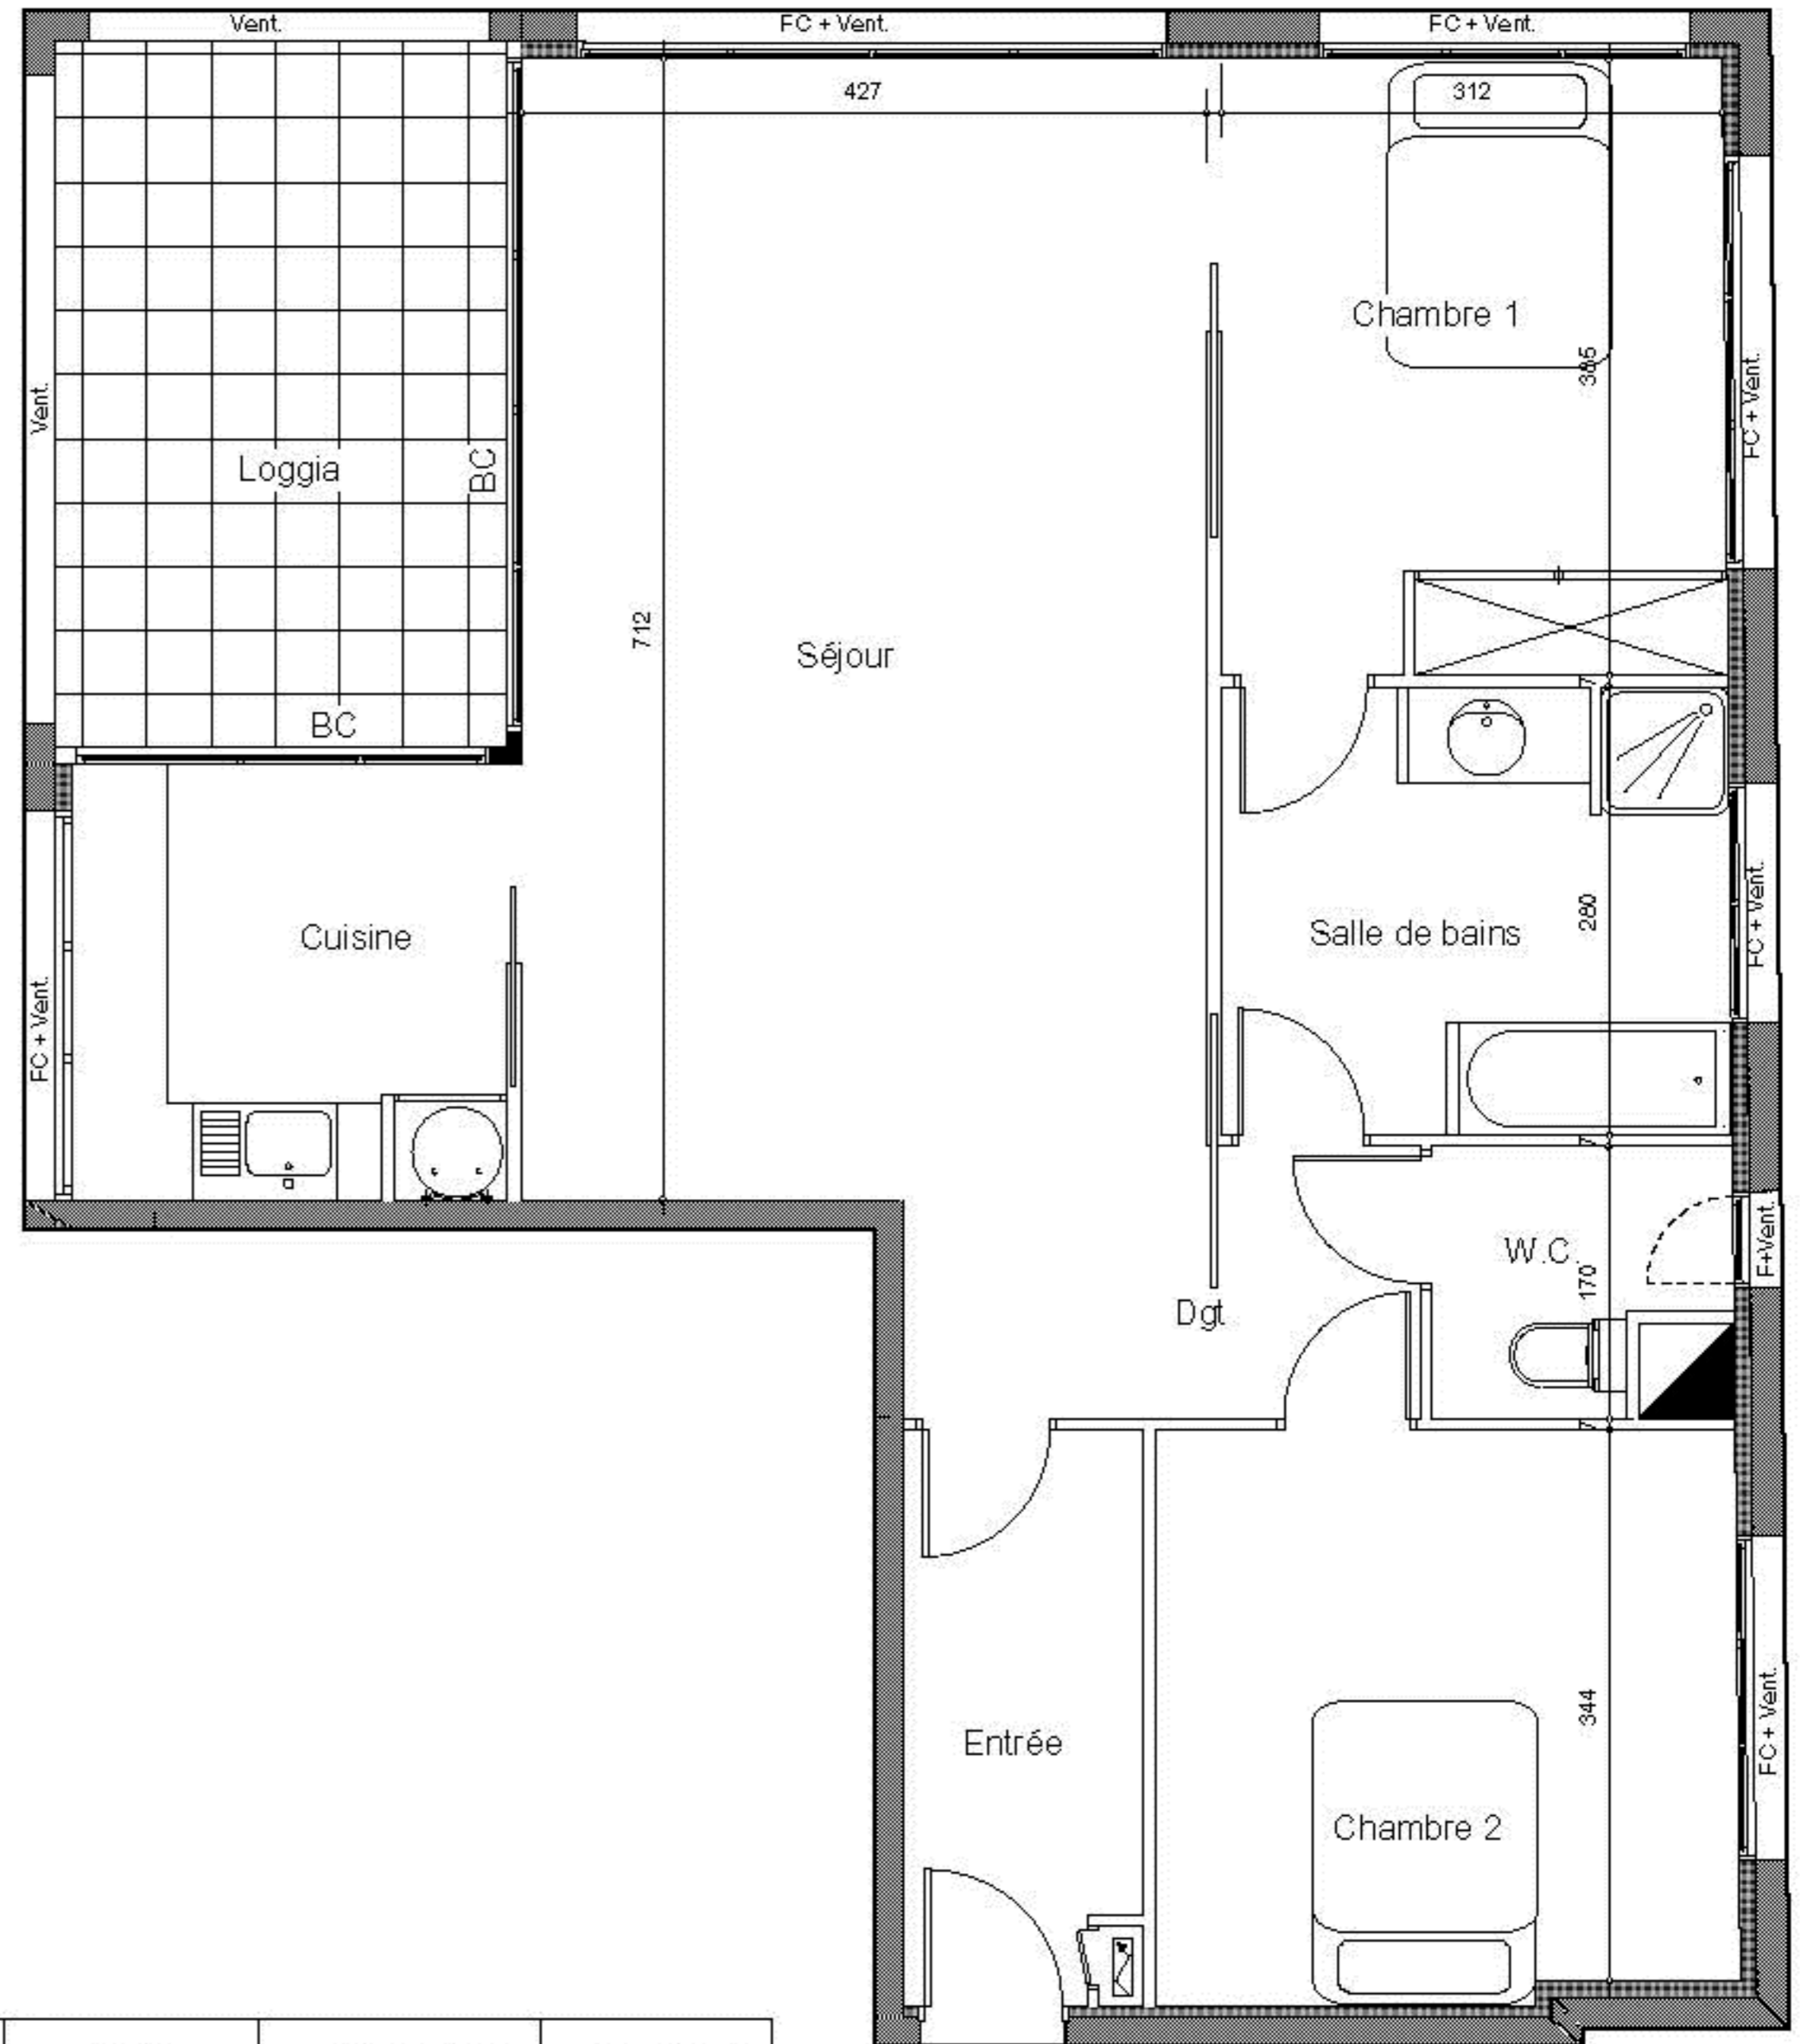 Vent.
FC + Vent.
FC + Vent.
427
312
Chambre 1
385
FC + Vent.
Vent.
Loggia
BC
712
Séjour
BC
Cuisine
Salle de bains
280
FC + Vent.
FC + Vent.
W.C.
170
F+Vent.
Dgt
344
FC + Vent.
Entrée
Chambre 2